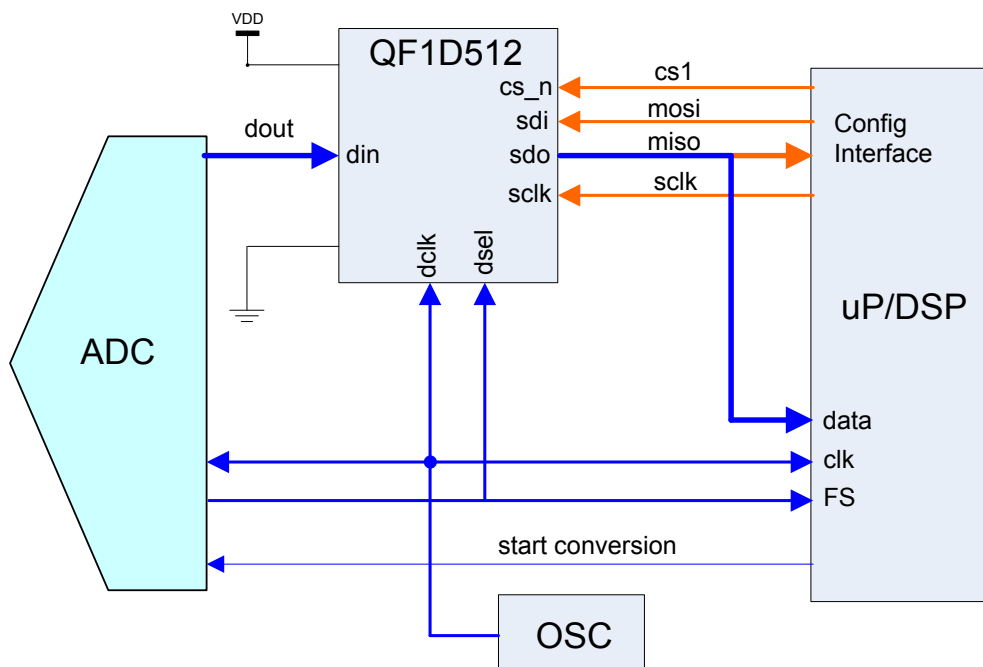 VDD
QF1D512
cs_n
cs1
sdi
mosi
Config
Interface
dout
din
sdo
miso
sclk
sclk
dclk
dsel
ADC
uP/DSP
data
clk
FS
start conversion
OSC